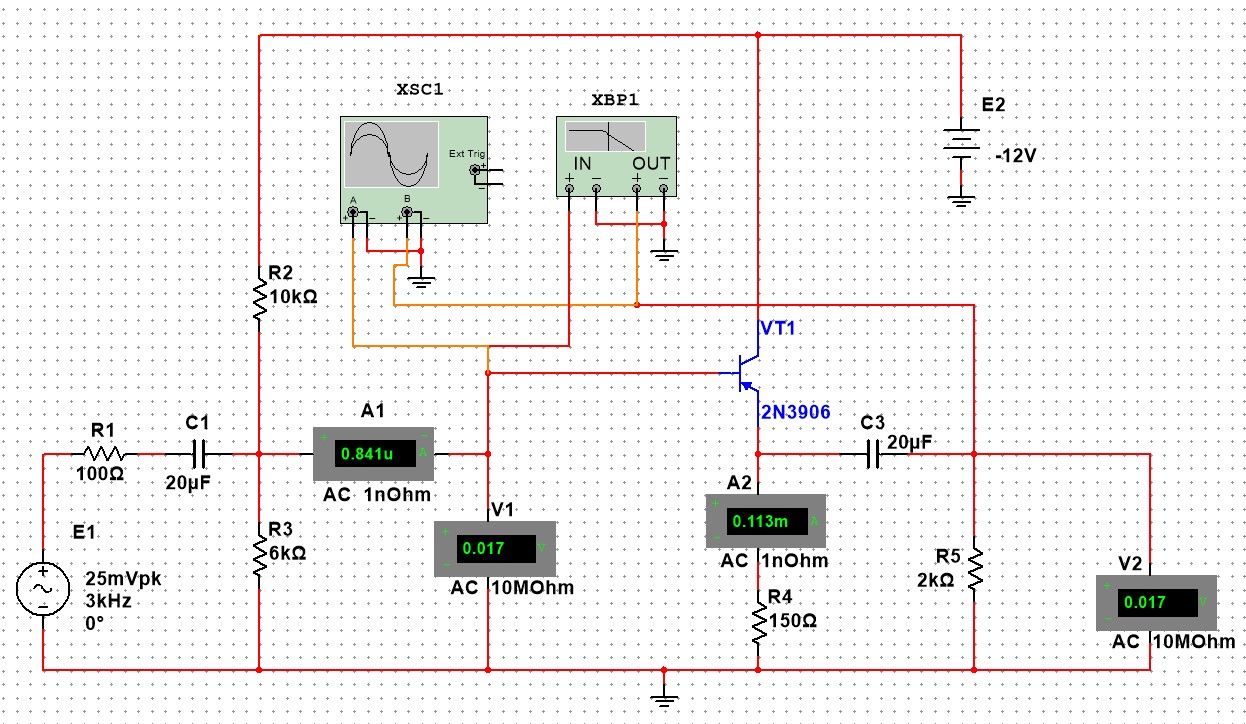 XSC1
XBP1
E2
-12V
Ext Trig
+
-
A
B
+ - + -
IN OUT
+ - + -
R2
10kΩ
VT1
2N3906
A1
+ -
0.841u A
AC 1nOhm
R1
100Ω
C1
20µF
C3
20µF
V1
+
0.017 V
-
AC 10MOhm
A2
+
0.113m A
-
AC 1nOhm
R3
6kΩ
E1
+
-
25mVpk
3kHz
0°
R4
150Ω
R5
2kΩ
V2
+
0.017 V
-
AC 10MOhm